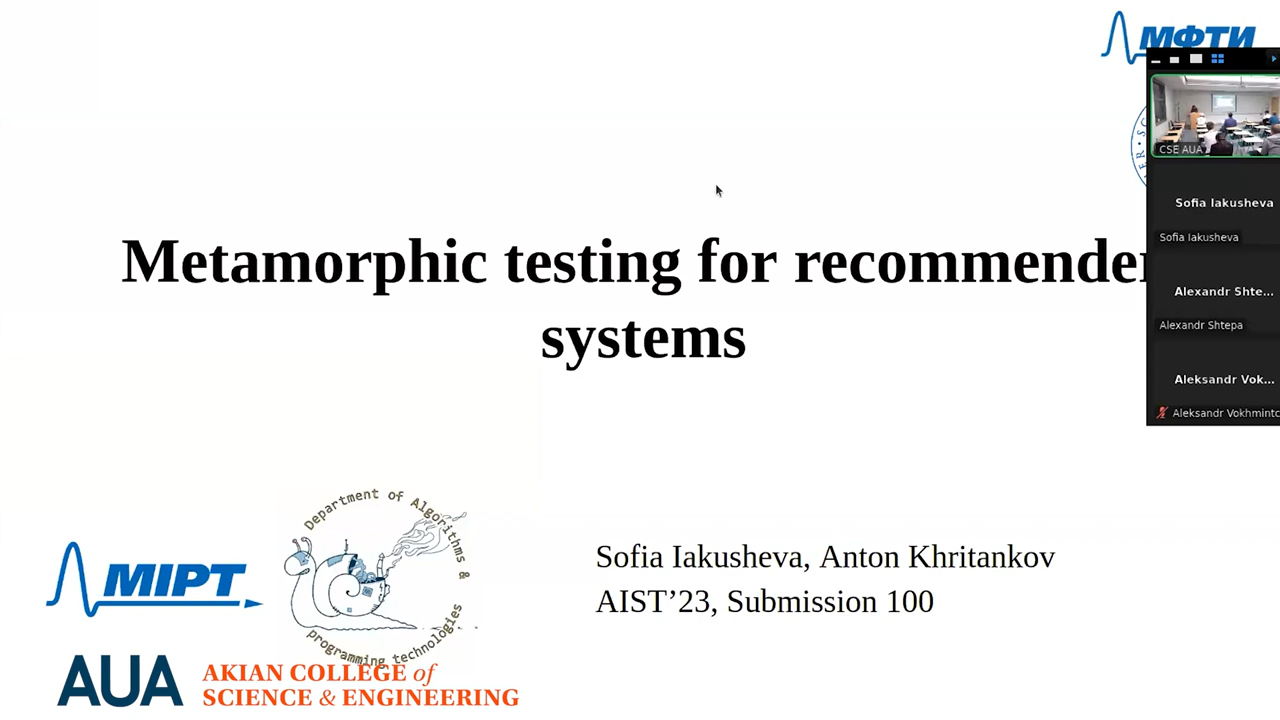 МФТИ
CSE AUA
Sofia Iakusheva
Sofia Iakusheva
Alexandr Shte...
Alexandr Shtepa
Aleksandr Vok...
Aleksandr Vokhmintc
Metamorphic testing for recommender
systems
Department of Algorithms &
programming technologies
MIPT
Sofia Iakusheva, Anton Khritankov
AIST’23, Submission 100
AUA
AKIAN COLLEGE of
SCIENCE & ENGINEERING